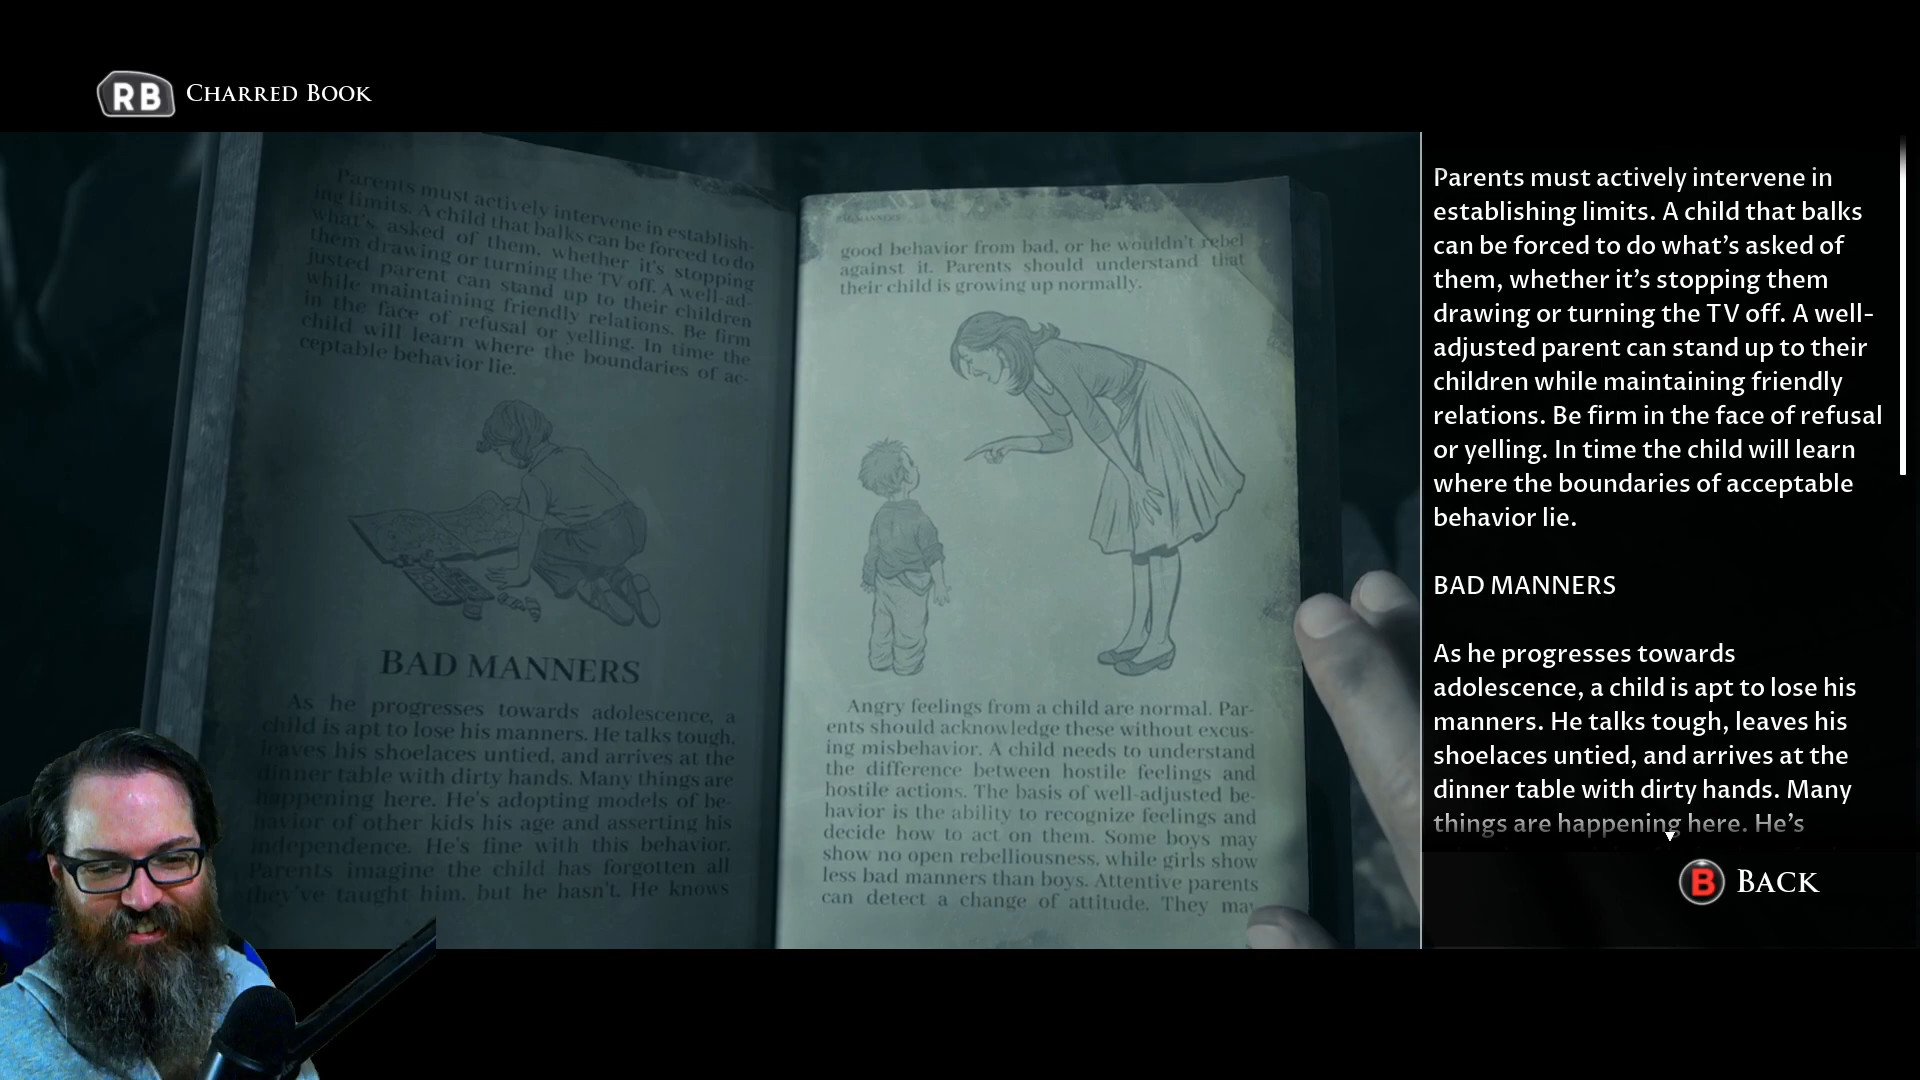 RB CHARRED BOOK
Parents must actively intervene in establish-
ing limits. A child that balks can be forced to do
what's asked of them, whether it's stopping
them drawing or turning the TV off. A well-ad-
justed parent can stand up to their children
while maintaining friendly relations. Be firm
in the face of refusal or yelling. In time the
child will learn where the boundaries of ac-
ceptable behavior lie.
BAD MANNERS
As he progresses towards adolescence, a
child is apt to lose his manners. He talks tough,
leaves his shoelaces untied, and arrives at the
dinner table with dirty hands. Many things are
happening here. He's adopting models of be-
havior of other kids his age and asserting his
independence. He's fine with this behavior.
Parents imagine the child has forgotten all
they've taught him, but he hasn't. He knows
BAD MANNERS
good behavior from bad, or he wouldn't rebel
against it. Parents should understand that
their child is growing up normally.
Angry feelings from a child are normal. Par-
ents should acknowledge these without excus-
ing misbehavior. A child needs to understand
the difference between hostile feelings and
hostile actions. The basis of well-adjusted be-
havior is the ability to recognize feelings and
decide how to act on them. Some boys may
show no open rebelliousness, while girls show
less bad manners than boys. Attentive parents
can detect a change of attitude. They may
Parents must actively intervene in
establishing limits. A child that balks
can be forced to do what's asked of
them, whether it's stopping them
drawing or turning the TV off. A well-
adjusted parent can stand up to their
children while maintaining friendly
relations. Be firm in the face of refusal
or yelling. In time the child will learn
where the boundaries of acceptable
behavior lie.
BAD MANNERS
As he progresses towards
adolescence, a child is apt to lose his
manners. He talks tough, leaves his
shoelaces untied, and arrives at the
dinner table with dirty hands. Many
things are happening here. He's
B BACK